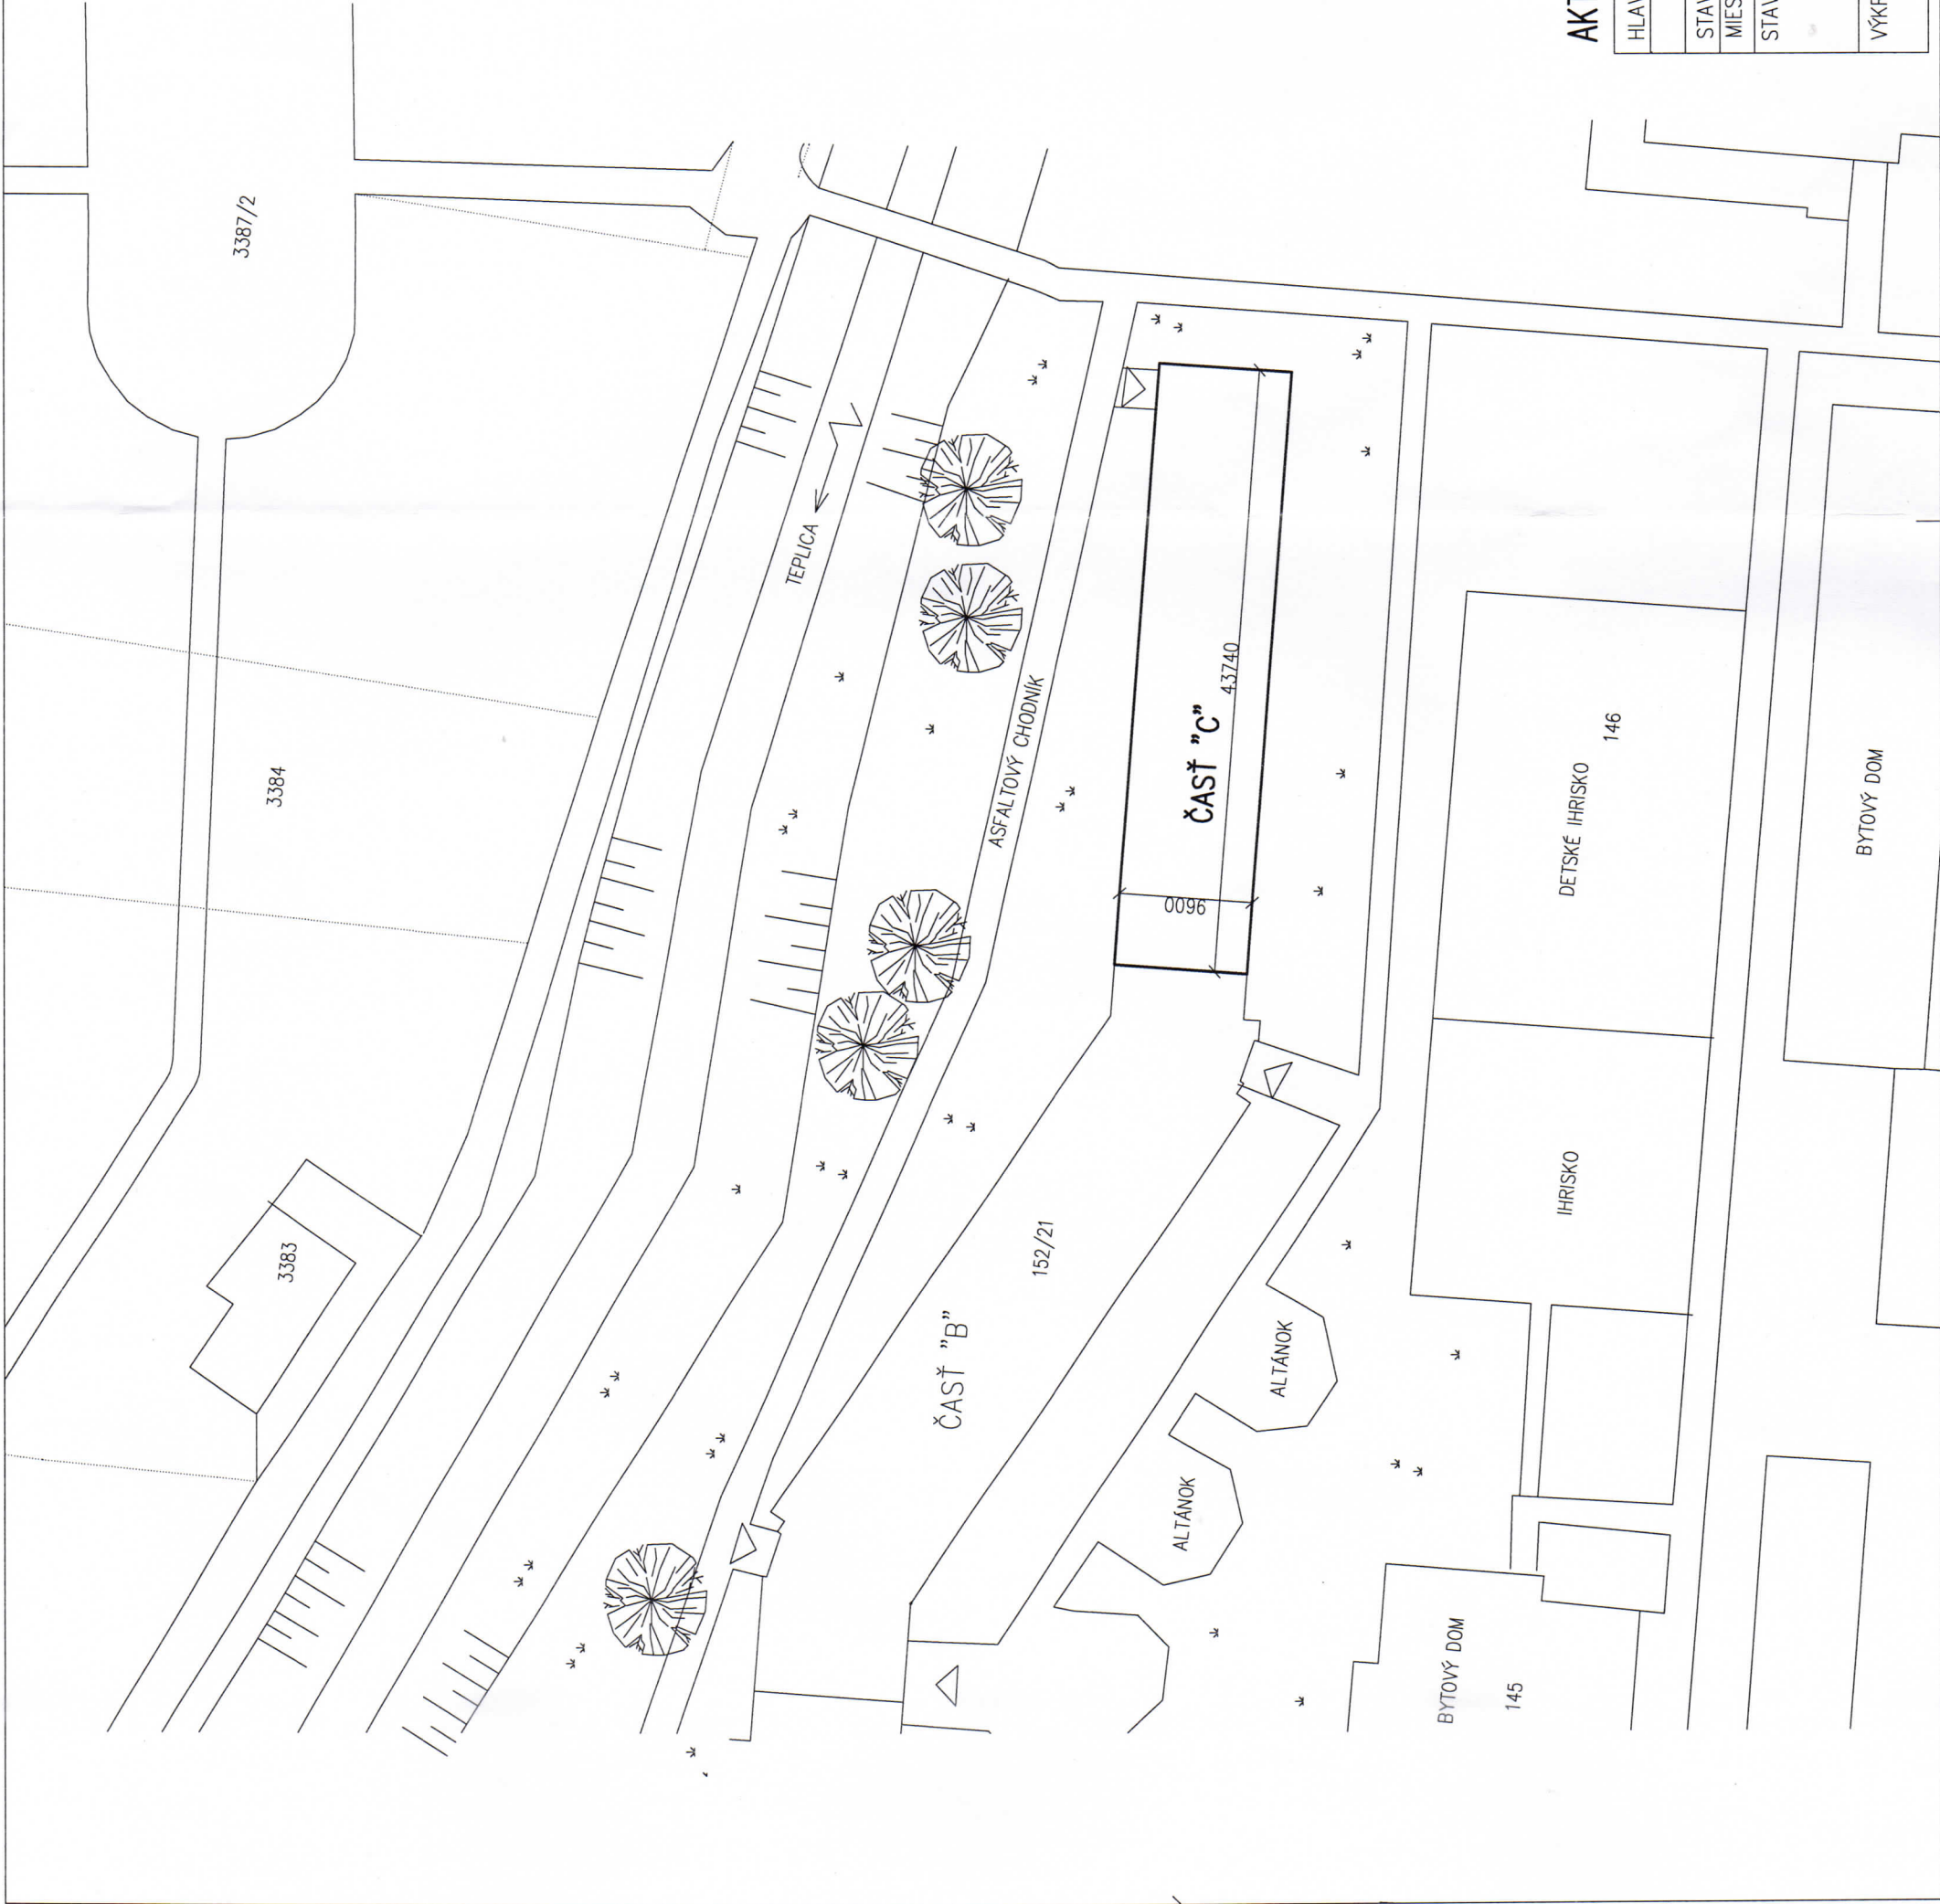 3387/2
3384
3383
TEPLICA
ASFALTOVÝ CHODNÍK
ČASŤ "C"
43740
9600
ČASŤ "B"
152/21
ALTÁNOK
ALTÁNOK
DETSKÉ IHRISKO
146
IHRISKO
BYTOVÝ DOM
BYTOVÝ DOM
145
AKT
HLAV
STAV
MIES
STAV
VÝKR